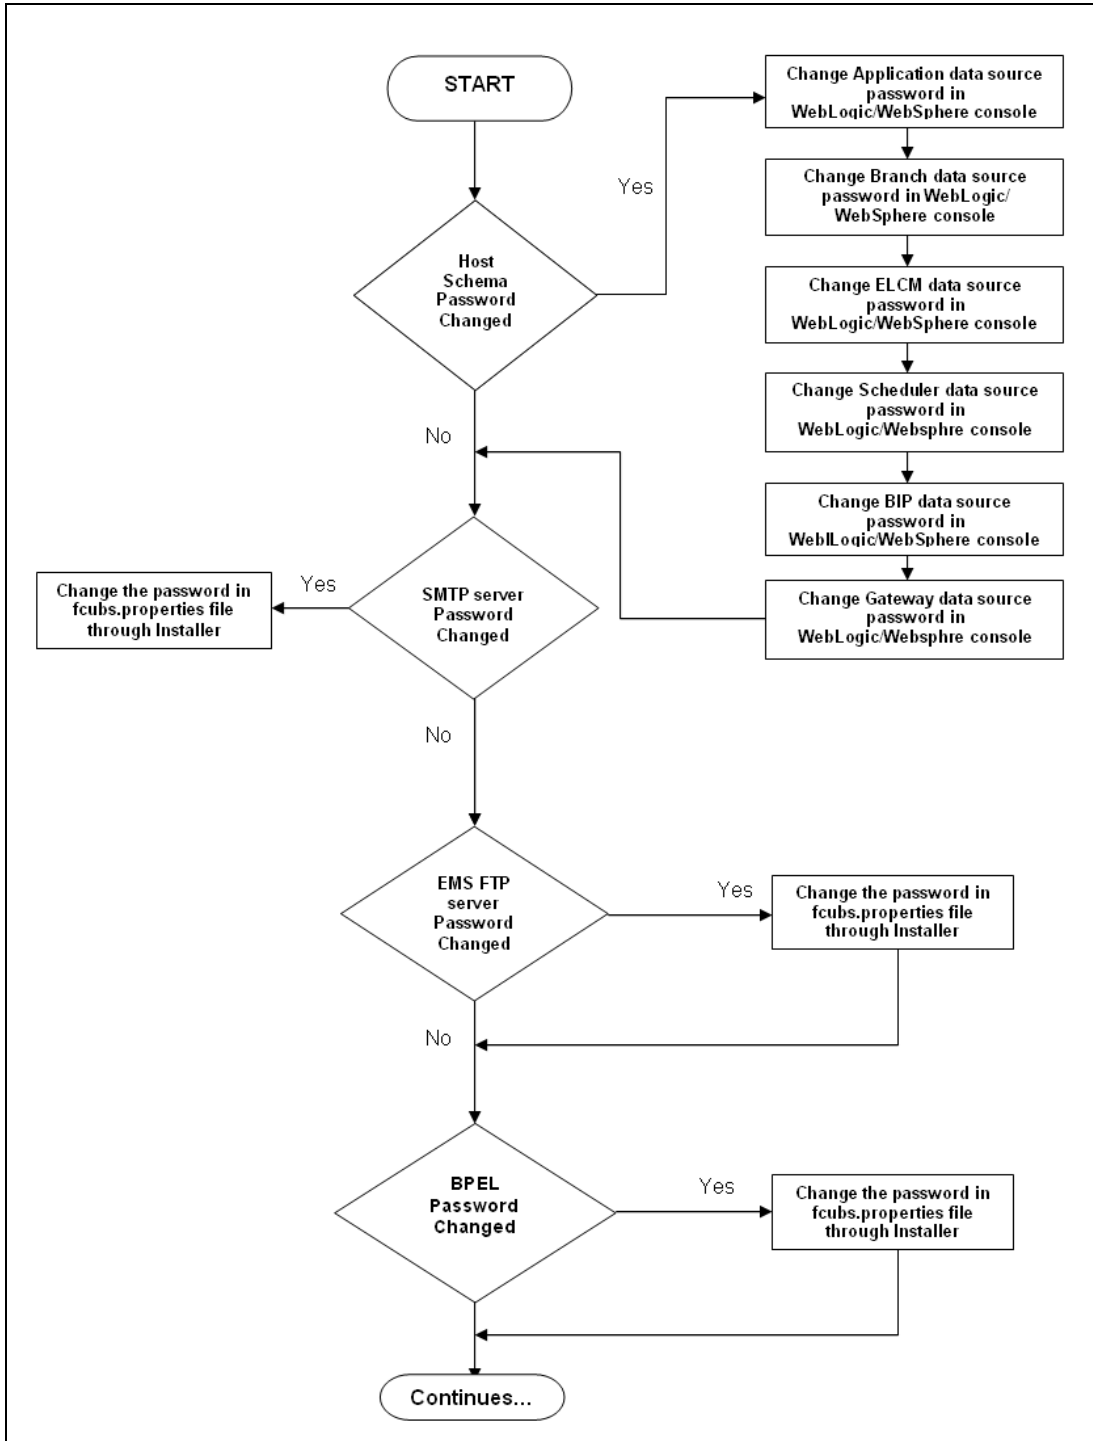 START
Change Application data source
password in
WebLogic/WebSphere console
Yes
Change Branch data source
password in WebLogic/
WebSphere console
Host
Schema
Password
Changed
Change ELCM data source
password in
WebLogic/WebSphere console
Change Scheduler data source
password in
WebLogic/Websphre console
No
Change BIP data source
password in
WeblLogic/WebSphere console
Change the password in
fcubs.properties file
through Installer
Yes
SMTP server
Password
Changed
Change Gateway data source
password in
WebLogic/Websphre console
No
EMS FTP
server
Password
Changed
Yes
Change the password in
fcubs.properties file
through Installer
No
BPEL
Password
Changed
Yes
Change the password in
fcubs.properties file
through Installer
Continues...